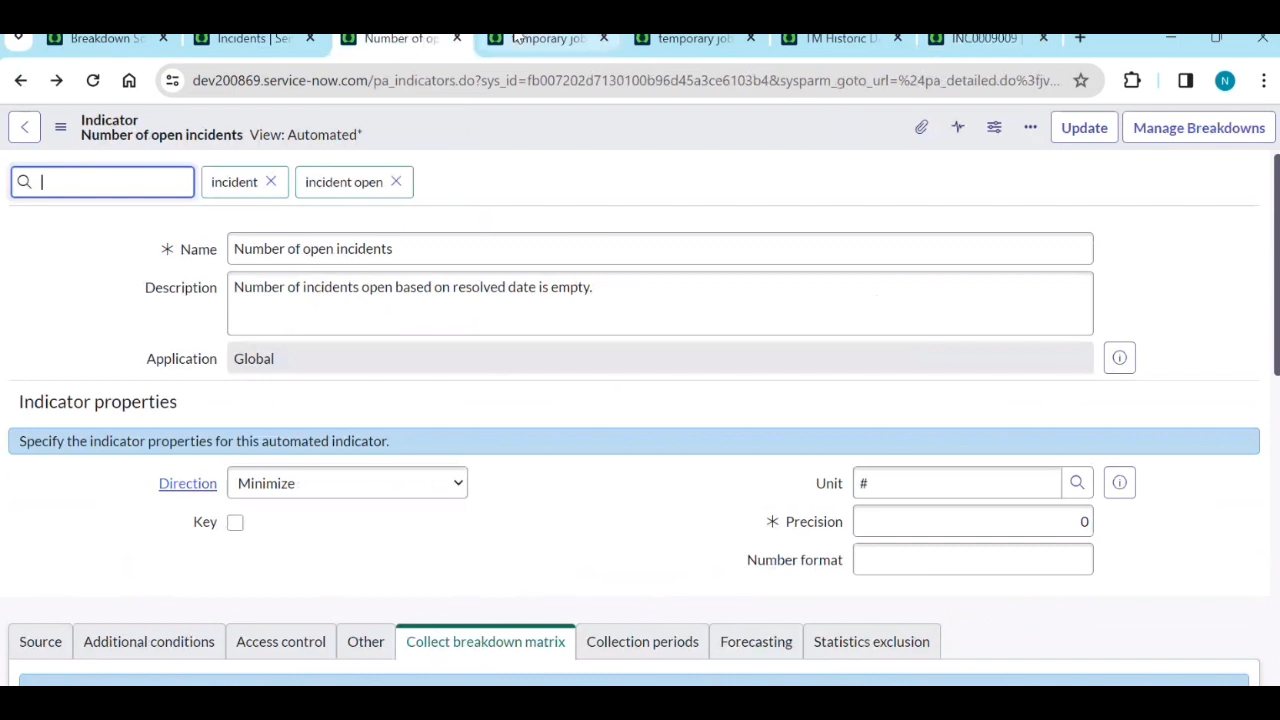 Breakdown So
Incidents | Ser
Number of op
temporary job
temporary job
TM Historic D
INC0009009 |
dev200869.service-now.com/pa_indicators.do?sys_id=fb007202d7130100b96d45a3ce6103b4&sysparm_goto_url=%24pa_detailed.do%3fjv...
N
Indicator
Number of open incidents View: Automated*
Update
Manage Breakdowns
incident
incident open
Name Number of open incidents
Description Number of incidents open based on resolved date is empty.
Application Global
Indicator properties
Specify the indicator properties for this automated indicator.
Direction Minimize
Unit #
Key
Precision 0
Number format
Source Additional conditions Access control Other Collect breakdown matrix Collection periods Forecasting Statistics exclusion